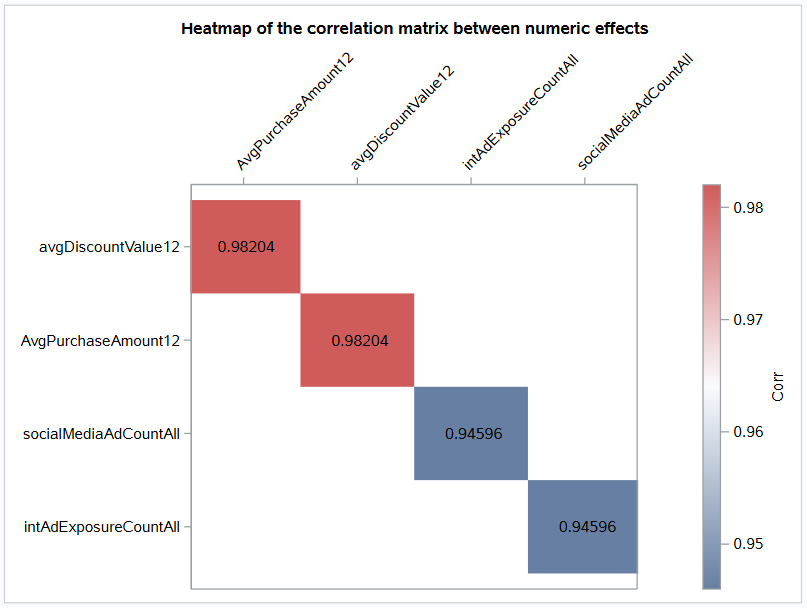 Heatmap of the correlation matrix between numeric effects
AvgPurchaseAmount12
avgDiscountValue12
intAdExposureCountAll
socialMediaAdCountAll
avgDiscountValue12
0.98204
AvgPurchaseAmount12
0.98204
socialMediaAdCountAll
0.94596
intAdExposureCountAll
0.94596
0.98
0.97
0.96
0.95
Corr